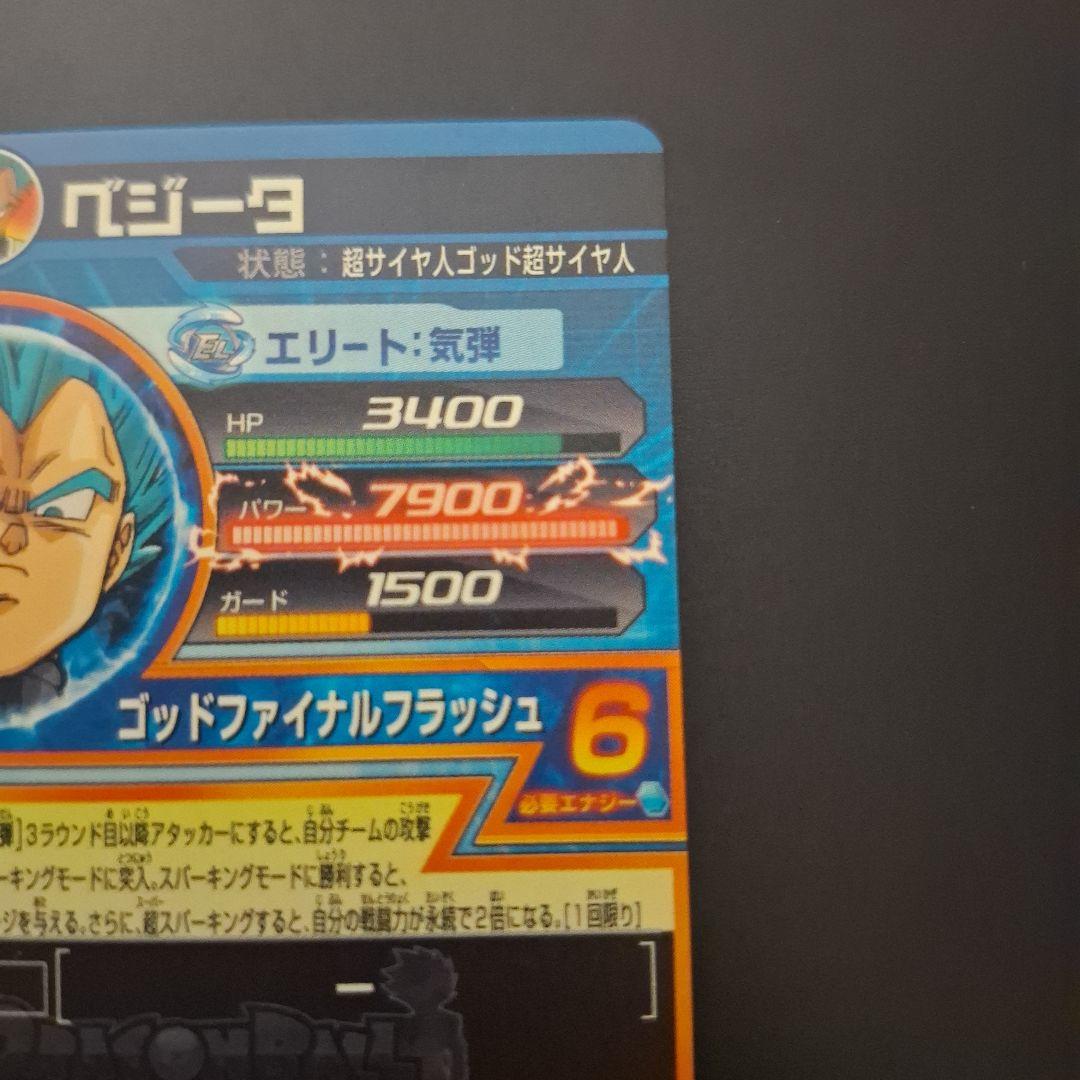 ベジータ
状態：超サイヤ人ゴッド超サイヤ人
EL エリート：気弾
HP 3400
パワー 7900
ガード 1500
ゴッドファイナルフラッシュ 6
必要エナジー
弾]3ラウンド目以降アタッカーにすると、自分チームの攻撃
ーキングモードに突入。スパーキングモードに勝利すると、
ジを与える。さらに、超スパーキングすると、自分の戦闘力が永続で2倍になる。[1回限り]
[ー]
DRAGONBALL